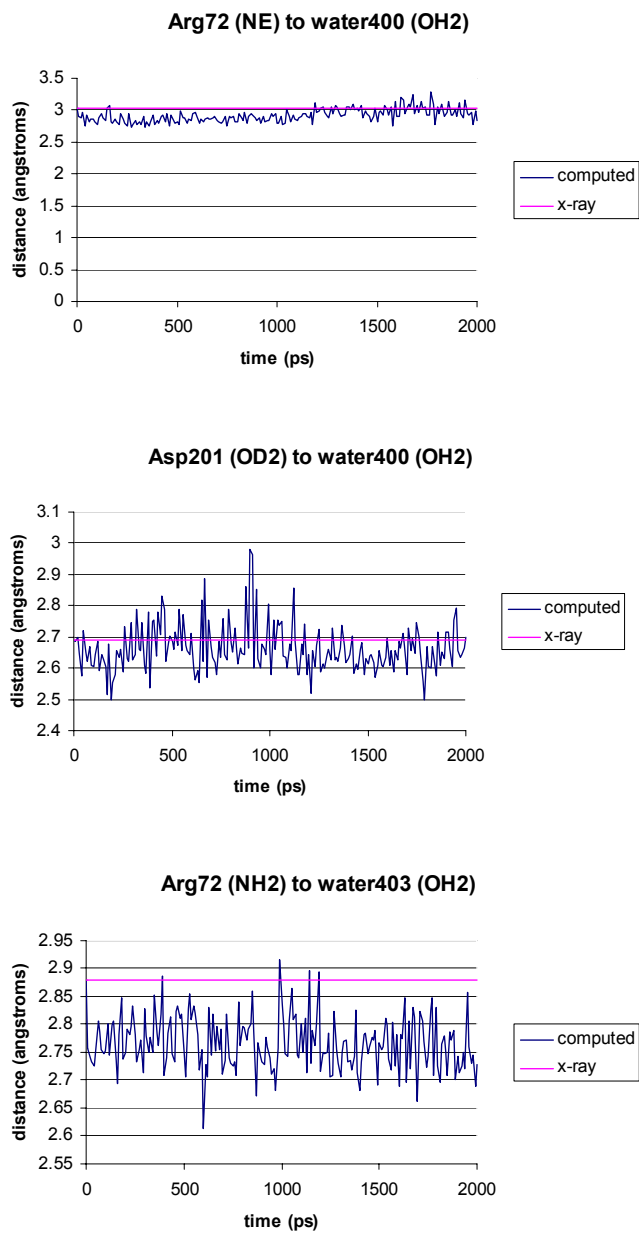 Arg72 (NE) to water400 (OH2)
distance (angstroms)
3.5
3
2.5
2
1.5
1
0.5
0
0 500 1000 1500 2000
time (ps)
computed
x-ray
Asp201 (OD2) to water400 (OH2)
distance (angstroms)
3.1
3
2.9
2.8
2.7
2.6
2.5
2.4
0 500 1000 1500 2000
time (ps)
computed
x-ray
Arg72 (NH2) to water403 (OH2)
distance (angstroms)
2.95
2.9
2.85
2.8
2.75
2.7
2.65
2.6
2.55
0 500 1000 1500 2000
time (ps)
computed
x-ray